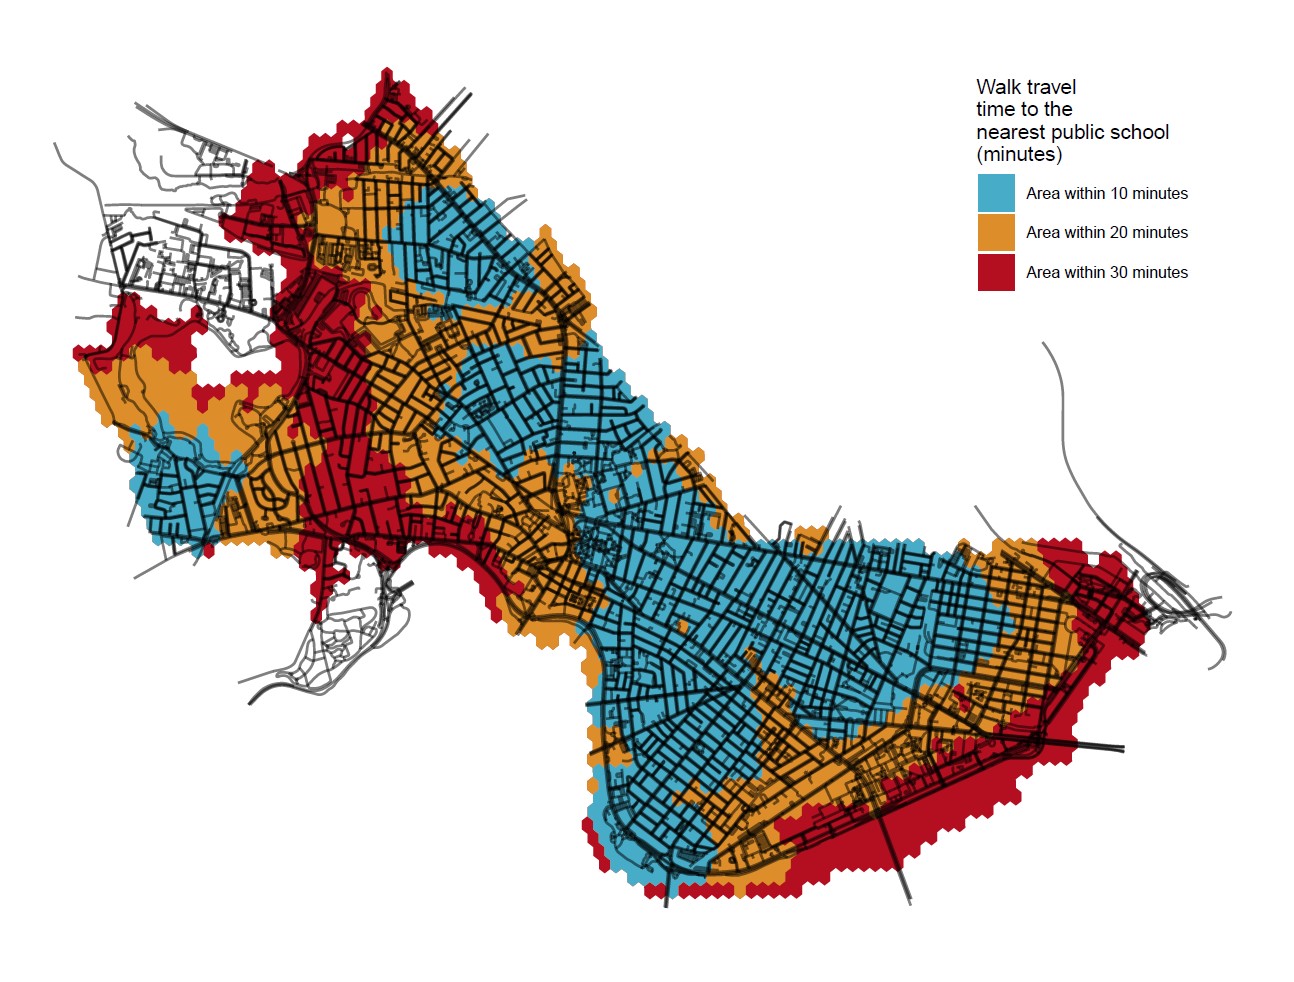 Walk travel
time to the
nearest public school
(minutes)
Area within 10 minutes
Area within 20 minutes
Area within 30 minutes